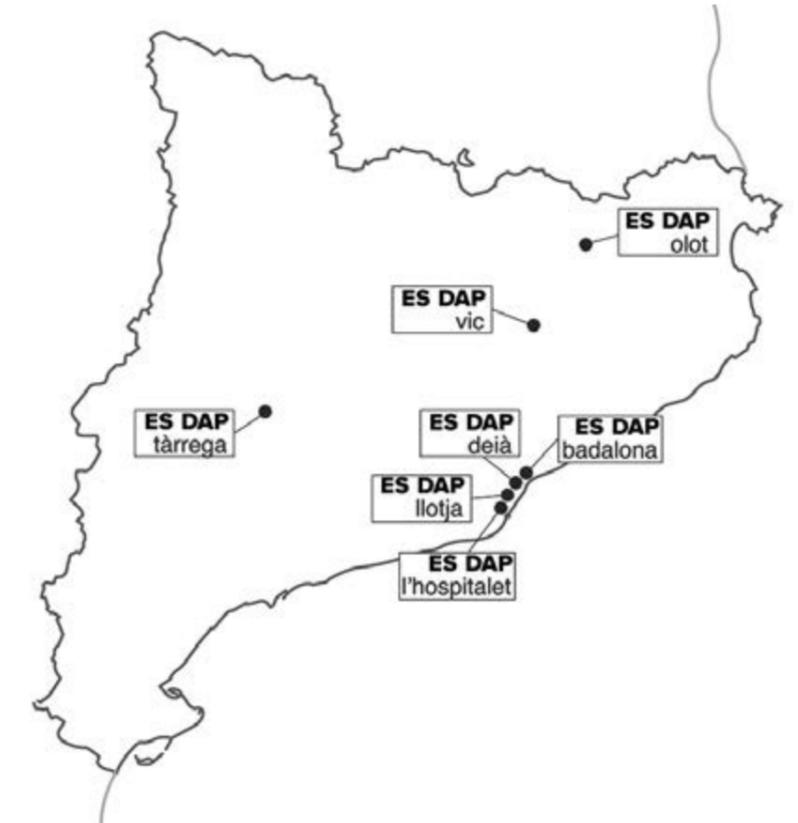 ES DAP
olot
ES DAP
vic
ES DAP
tàrrega
ES DAP
deià
ES DAP
badalona
ES DAP
llotja
ES DAP
l'hospitalet